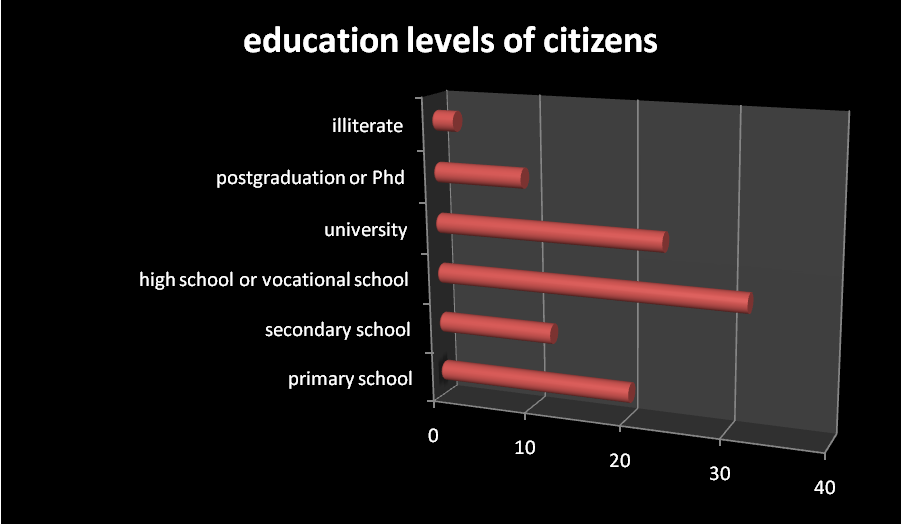 education levels of citizens
illiterate
postgraduation or Phd
university
high school or vocational school
secondary school
primary school
0
10
20
30
40